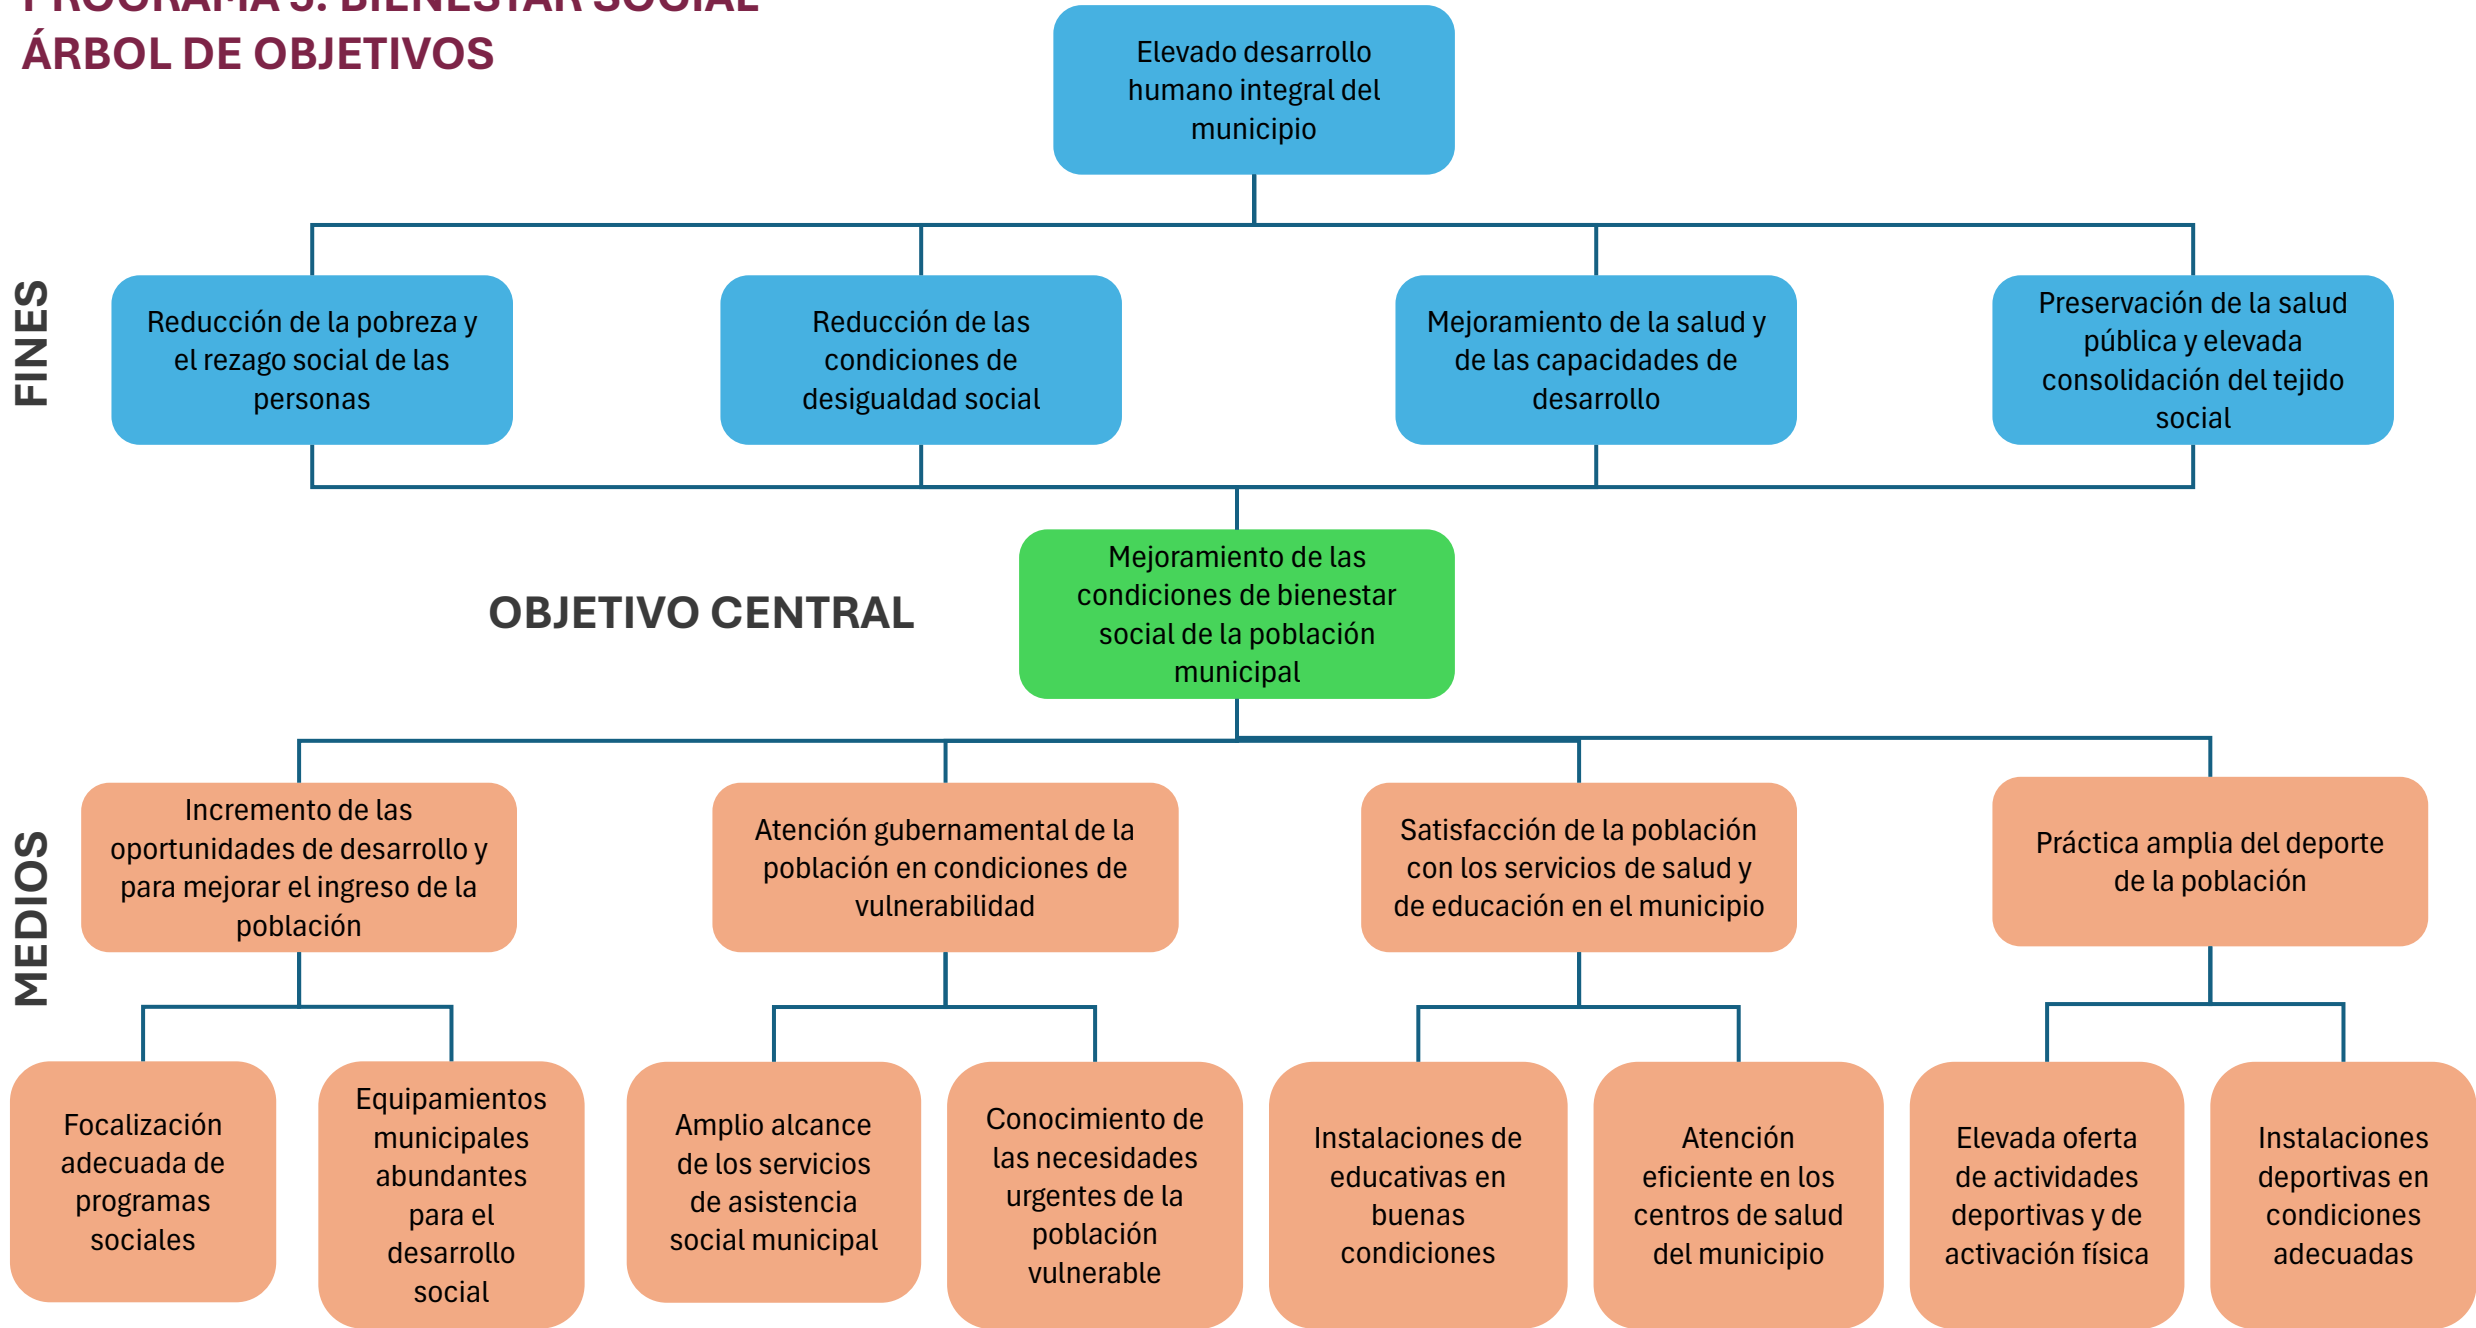 PROGRAMA 3. BIENESTAR SOCIAL
ÁRBOL DE OBJETIVOS
Elevado desarrollo
humano integral del
municipio
FINES
Reducción de la pobreza y
el rezago social de las
personas
Reducción de las
condiciones de
desigualdad social
Mejoramiento de la salud y
de las capacidades de
desarrollo
Preservación de la salud
pública y elevada
consolidación del tejido
social
OBJETIVO CENTRAL
Mejoramiento de las
condiciones de bienestar
social de la población
municipal
MEDIOS
Incremento de las
oportunidades de desarrollo y
para mejorar el ingreso de la
población
Atención gubernamental de la
población en condiciones de
vulnerabilidad
Satisfacción de la población
con los servicios de salud y
de educación en el municipio
Práctica amplia del deporte
de la población
Focalización
adecuada de
programas
sociales
Equipamientos
municipales
abundantes
para el
desarrollo
social
Amplio alcance
de los servicios
de asistencia
social municipal
Conocimiento de
las necesidades
urgentes de la
población
vulnerable
Instalaciones de
educativas en
buenas
condiciones
Atención
eficiente en los
centros de salud
del municipio
Elevada oferta
de actividades
deportivas y de
activación física
Instalaciones
deportivas en
condiciones
adecuadas